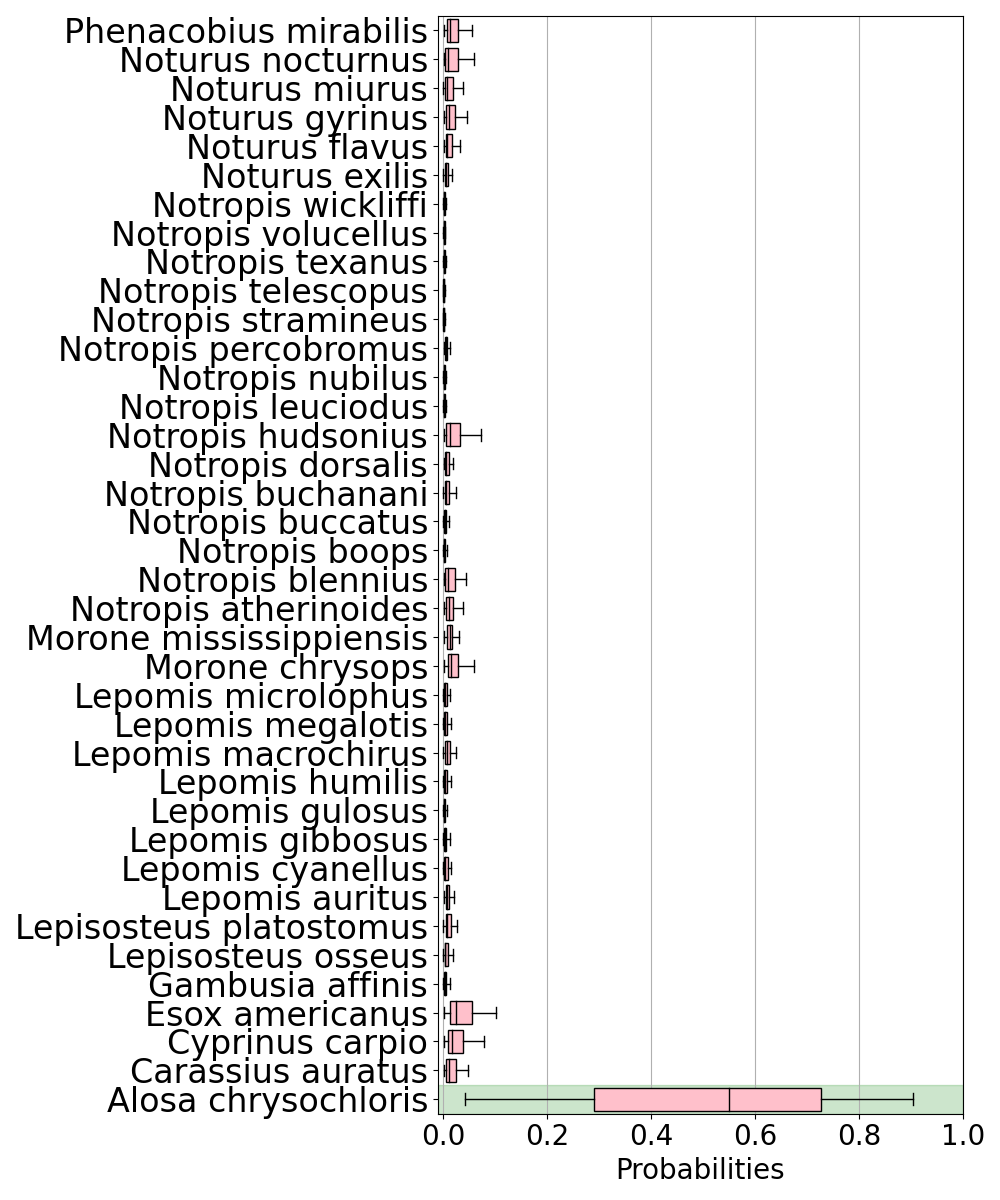 Phenacobius mirabilis
Noturus nocturnus
Noturus miurus
Noturus gyrinus
Noturus flavus
Noturus exilis
Notropis wickliffi
Notropis volucellus
Notropis texanus
Notropis telescopus
Notropis stramineus
Notropis percobromus
Notropis nubilus
Notropis leuciodus
Notropis hudsonius
Notropis dorsalis
Notropis buchanani
Notropis buccatus
Notropis boops
Notropis blennius
Notropis atherinoides
Morone mississippiensis
Morone chrysops
Lepomis microlophus
Lepomis megalotis
Lepomis macrochirus
Lepomis humilis
Lepomis gulosus
Lepomis gibbosus
Lepomis cyanellus
Lepomis auritus
Lepisosteus platostomus
Lepisosteus osseus
Gambusia affinis
Esox americanus
Cyprinus carpio
Carassius auratus
Alosa chrysochloris
0.0 0.2 0.4 0.6 0.8 1.0
Probabilities